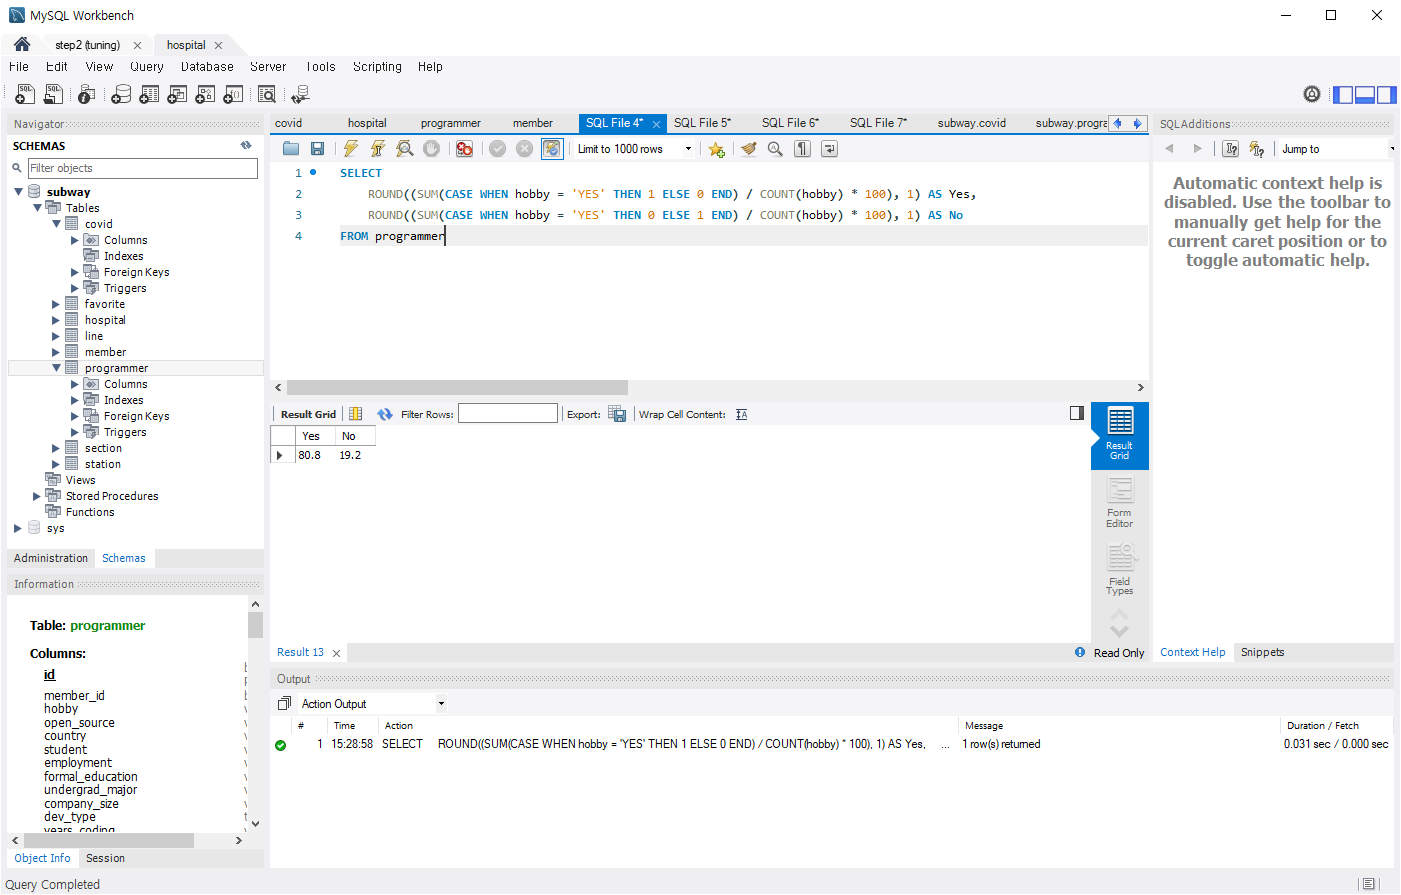 MySQL Workbench
step2 (tuning)
hospital
File Edit View Query Database Server Tools Scripting Help
Navigator
SCHEMAS
Filter objects
subway
Tables
covid
Columns
Indexes
Foreign Keys
Triggers
favorite
hospital
line
member
programmer
Columns
Indexes
Foreign Keys
Triggers
section
station
Views
Stored Procedures
Functions
sys
Administration Schemas
Information
Table: programmer
Columns:
id
member_id
hobby
open_source
country
student
employment
formal_education
undergrad_major
company_size
dev_type
years_coding
Object Info Session
Query Completed
covid hospital programmer member SQL File 4* SQL File 5* SQL File 6* SQL File 7* subway.covid subway.progra
Limit to 1000 rows
1 SELECT
2 ROUND((SUM(CASE WHEN hobby = 'YES' THEN 1 ELSE 0 END) / COUNT(hobby) * 100), 1) AS Yes,
3 ROUND((SUM(CASE WHEN hobby = 'YES' THEN 0 ELSE 1 END) / COUNT(hobby) * 100), 1) AS No
4 FROM programmer
Result Grid Filter Rows: Export: Wrap Cell Content:
Yes No
80.8 19.2
Result
Grid
Form
Editor
Field
Types
Result 13
Read Only
Output
Action Output
# Time Action Message Duration / Fetch
1 15:28:58 SELECT ROUND((SUM(CASE WHEN hobby = 'YES' THEN 1 ELSE 0 END) / COUNT(hobby) * 100), 1) AS Yes, ... 1 row(s) returned 0.031 sec / 0.000 sec
SQLAdditions
Jump to
Automatic context help is
disabled. Use the toolbar to
manually get help for the
current caret position or to
toggle automatic help.
Context Help Snippets